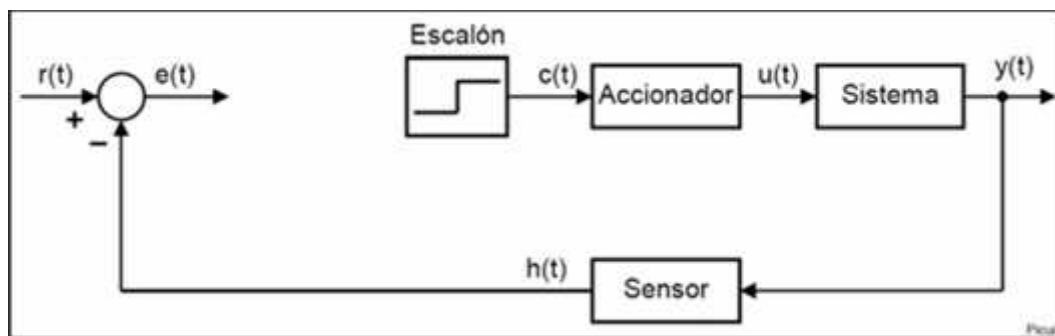 Escalón
r(t) e(t) c(t) Accionador u(t) Sistema y(t)
+
−
h(t) Sensor